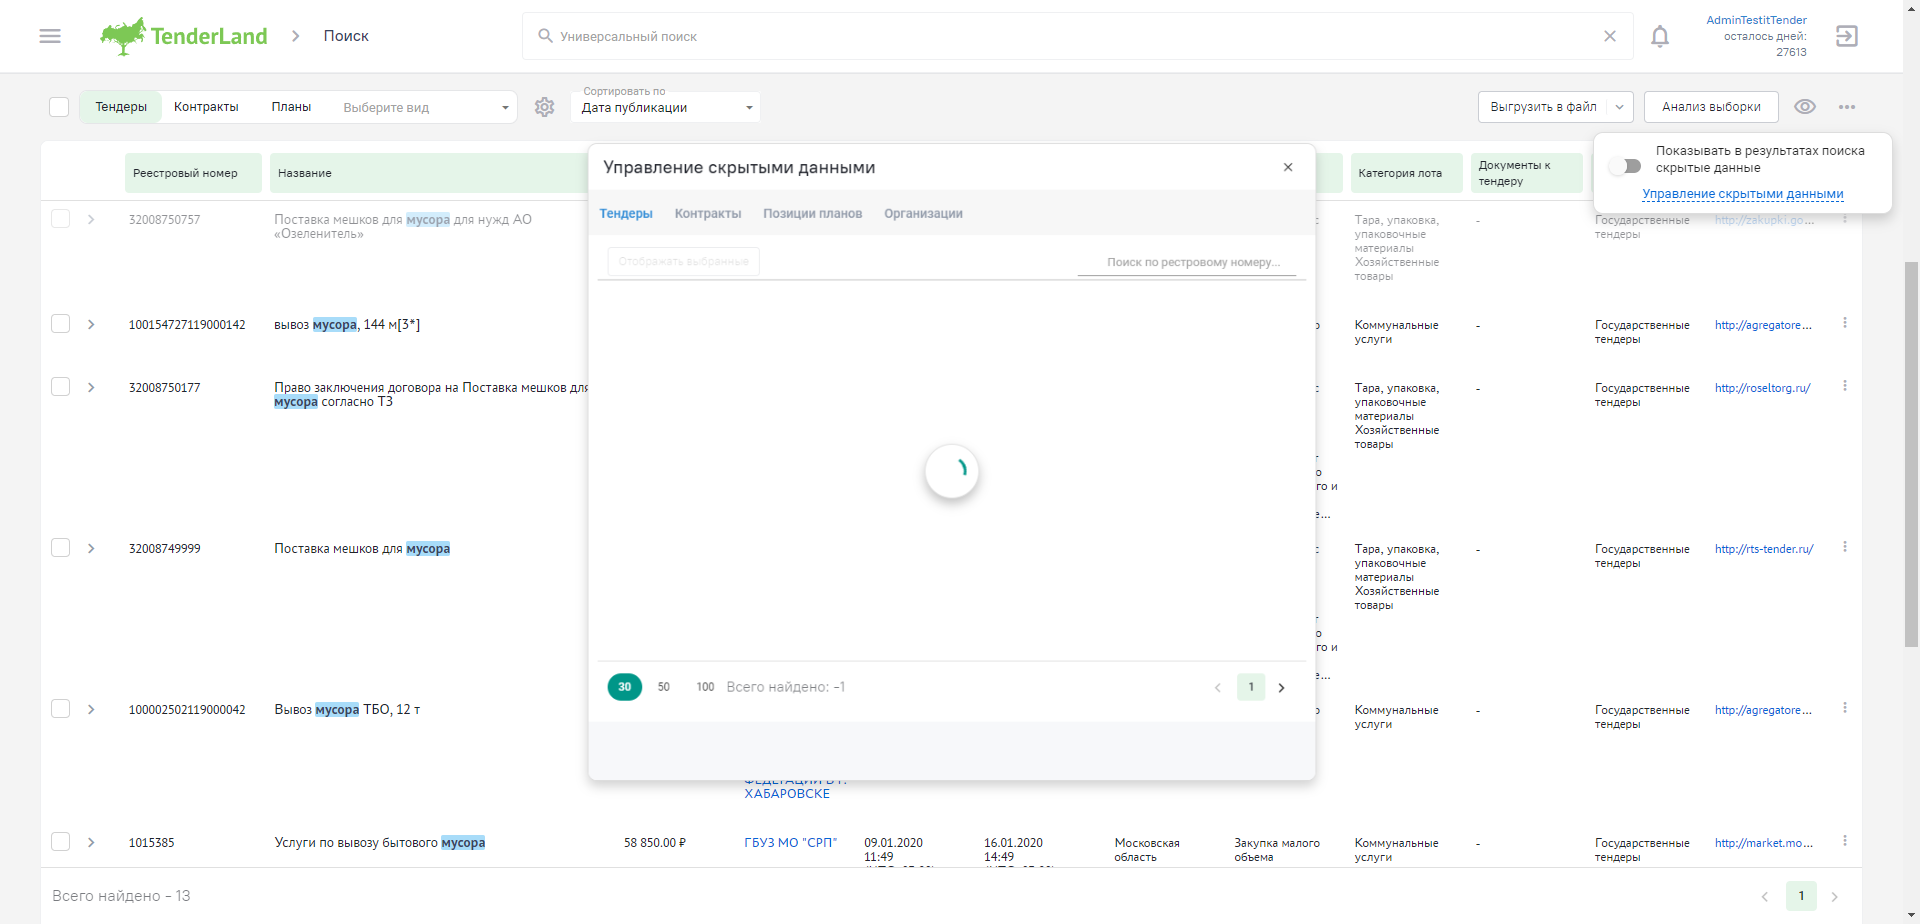 TenderLand
Поиск
Универсальный поиск
AdminTestitTender
осталось дней:
27613
Тендеры
Контракты
Планы
Выберите вид
Сортировать по
Дата публикации
Выгрузить в файл
Анализ выборки
Показывать в результатах поиска
скрытые данные
Управление скрытыми данными
Реестровый номер
Название
Категория лота
Документы к
тендеру
Управление скрытыми данными
Тендеры
Контракты
Позиции планов
Организации
Отображать выбранные
Поиск по рестровому номеру...
30
50
100
Всего найдено: -1
1
32008750757
Поставка мешков для мусора для нужд АО
«Озеленитель»
Тара, упаковка,
упаковочные
материалы
Хозяйственные
товары
-
Государственные
тендеры
http://zakupki.go...
100154727119000142
вывоз мусора, 144 м[3*]
Коммунальные
услуги
-
Государственные
тендеры
http://agregatore...
32008750177
Право заключения договора на Поставка мешков для
мусора согласно ТЗ
го и
е...
Тара, упаковка,
упаковочные
материалы
Хозяйственные
товары
-
Государственные
тендеры
http://roseltorg.ru/
32008749999
Поставка мешков для мусора
го и
е...
Тара, упаковка,
упаковочные
материалы
Хозяйственные
товары
-
Государственные
тендеры
http://rts-tender.ru/
100002502119000042
Вывоз мусора ТБО, 12 т
ФЕДЕРАЦИИ В Г.
ХАБАРОВСКЕ
Коммунальные
услуги
-
Государственные
тендеры
http://agregatore...
1015385
Услуги по вывозу бытового мусора
58 850.00 ₽
ГБУЗ МО "СРП"
09.01.2020
11:49
16.01.2020
14:49
Московская
область
Закупка малого
объема
Коммунальные
услуги
-
Государственные
тендеры
http://market.mo...
Всего найдено - 13
1